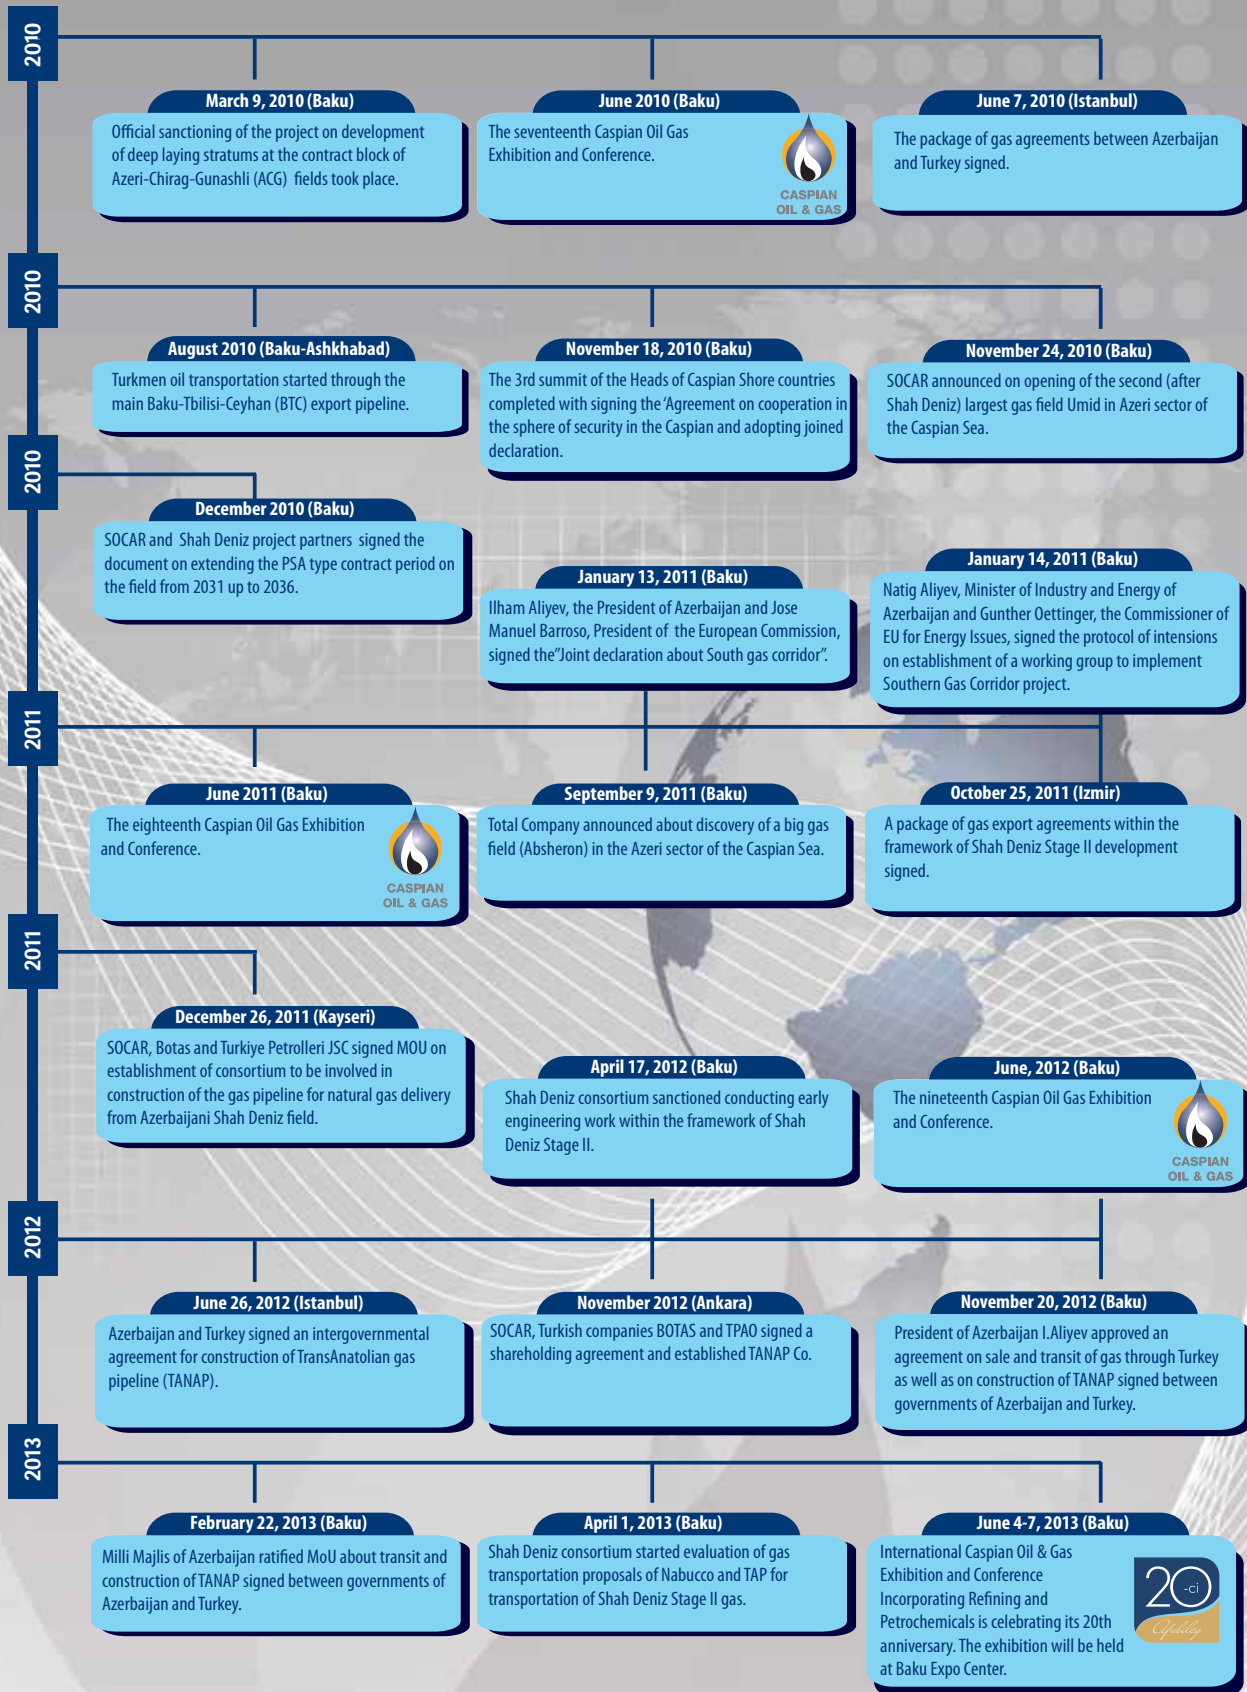 2010
March 9, 2010 (Baku)
Official sanctioning of the project on development
of deep laying stratums at the contract block of
Azeri-Chirag-Gunashli (ACG) fields took place.
June 2010 (Baku)
The seventeenth Caspian Oil Gas
Exhibition and Conference.
CASPIAN
OIL & GAS
June 7, 2010 (Istanbul)
The package of gas agreements between Azerbaijan
and Turkey signed.
2010
August 2010 (Baku-Ashkhabad)
Turkmen oil transportation started through the
main Baku-Tbilisi-Ceyhan (BTC) export pipeline.
November 18, 2010 (Baku)
The 3rd summit of the Heads of Caspian Shore countries
completed with signing the ‘Agreement on cooperation in
the sphere of security in the Caspian and adopting joined
declaration.
November 24, 2010 (Baku)
SOCAR announced on opening of the second (after
Shah Deniz) largest gas field Umid in Azeri sector of
the Caspian Sea.
2010
December 2010 (Baku)
SOCAR and Shah Deniz project partners signed the
document on extending the PSA type contract period on
the field from 2031 up to 2036.
January 13, 2011 (Baku)
Ilham Aliyev, the President of Azerbaijan and Jose
Manuel Barroso, President of the European Commission,
signed the”Joint declaration about South gas corridor”.
January 14, 2011 (Baku)
Natig Aliyev, Minister of Industry and Energy of
Azerbaijan and Gunther Oettinger, the Commissioner of
EU for Energy Issues, signed the protocol of intensions
on establishment of a working group to implement
Southern Gas Corridor project.
2011
June 2011 (Baku)
The eighteenth Caspian Oil Gas Exhibition
and Conference.
CASPIAN
OIL & GAS
September 9, 2011 (Baku)
Total Company announced about discovery of a big gas
field (Absheron) in the Azeri sector of the Caspian Sea.
October 25, 2011 (Izmir)
A package of gas export agreements within the
framework of Shah Deniz Stage II development
signed.
2011
December 26, 2011 (Kayseri)
SOCAR, Botas and Turkiye Petrolleri JSC signed MOU on
establishment of consortium to be involved in
construction of the gas pipeline for natural gas delivery
from Azerbaijani Shah Deniz field.
April 17, 2012 (Baku)
Shah Deniz consortium sanctioned conducting early
engineering work within the framework of Shah
Deniz Stage II.
June, 2012 (Baku)
The nineteenth Caspian Oil Gas Exhibition
and Conference.
CASPIAN
OIL & GAS
2012
June 26, 2012 (Istanbul)
Azerbaijan and Turkey signed an intergovernmental
agreement for construction of TransAnatolian gas
pipeline (TANAP).
November 2012 (Ankara)
SOCAR, Turkish companies BOTAS and TPAO signed a
shareholding agreement and established TANAP Co.
November 20, 2012 (Baku)
President of Azerbaijan I.Aliyev approved an
agreement on sale and transit of gas through Turkey
as well as on construction of TANAP signed between
governments of Azerbaijan and Turkey.
2013
February 22, 2013 (Baku)
Milli Majlis of Azerbaijan ratified MoU about transit and
construction of TANAP signed between governments of
Azerbaijan and Turkey.
April 1, 2013 (Baku)
Shah Deniz consortium started evaluation of gas
transportation proposals of Nabucco and TAP for
transportation of Shah Deniz Stage II gas.
June 4-7, 2013 (Baku)
International Caspian Oil & Gas
Exhibition and Conference
Incorporating Refining and
Petrochemicals is celebrating its 20th
anniversary. The exhibition will be held
at Baku Expo Center.
20-ci